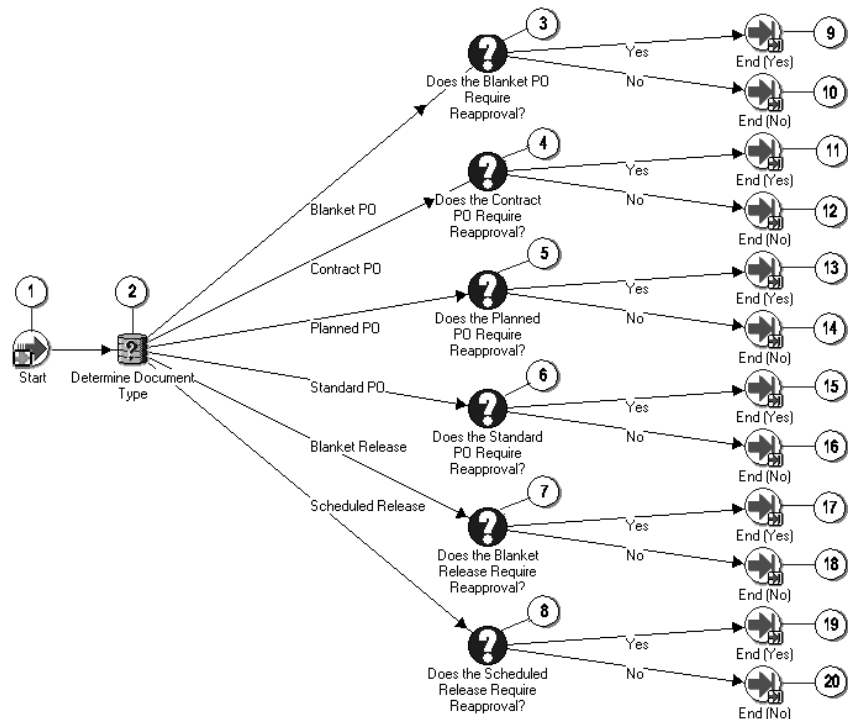 3
Does the Blanket PO
Require
Reapproval?
Yes
No
9
End (Yes)
10
End (No)
4
Does the Contract
PO Require
Reapproval?
Yes
No
11
End (Yes)
12
End (No)
5
Does the Planned
PO Require
Reapproval?
Yes
No
13
End (Yes)
14
End (No)
1
Start
2
Determine Document
Type
Blanket PO
Contract PO
Planned PO
Standard PO
Blanket Release
Scheduled Release
6
Does the Standard
PO Require
Reapproval?
Yes
No
15
End (Yes)
16
End (No)
7
Does the Blanket
Release Require
Reapproval?
Yes
No
17
End (Yes)
18
End (No)
8
Does the Scheduled
Release Require
Reapproval?
Yes
No
19
End (Yes)
20
End (No)